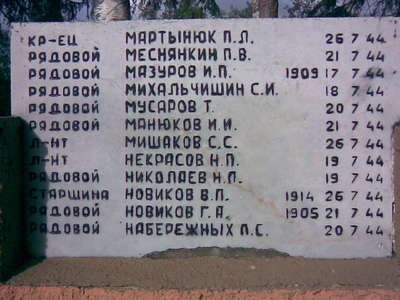 КР-ЕЦ МАРТЫНЮК П.Л. 26 7 44
РЯДОВОЙ МЕСНЯНКИН П.В. 21 7 44
РЯДОВОЙ МАЗУРОВ И.П. 1909 17 7 44
РЯДОВОЙ МИХАЛЬЧИШИН С.И. 18 7 44
РЯДОВОЙ МУСАРОВ Т. 20 7 44
РЯДОВОЙ МАНЮКОВ И.И. 21 7 44
Л-НТ МИШАКОВ С.С. 26 7 44
Л-НТ НЕКРАСОВ Н.П. 19 7 44
РЯДОВОЙ НИКОЛАЕВ Н.П. 19 7 44
СТАРШИНА НОВИКОВ В.П. 1914 26 7 44
РЯДОВОЙ НОВИКОВ Г.А. 1905 21 7 44
РЯДОВОЙ НАБЕРЕЖНЫХ П.С. 20 7 44